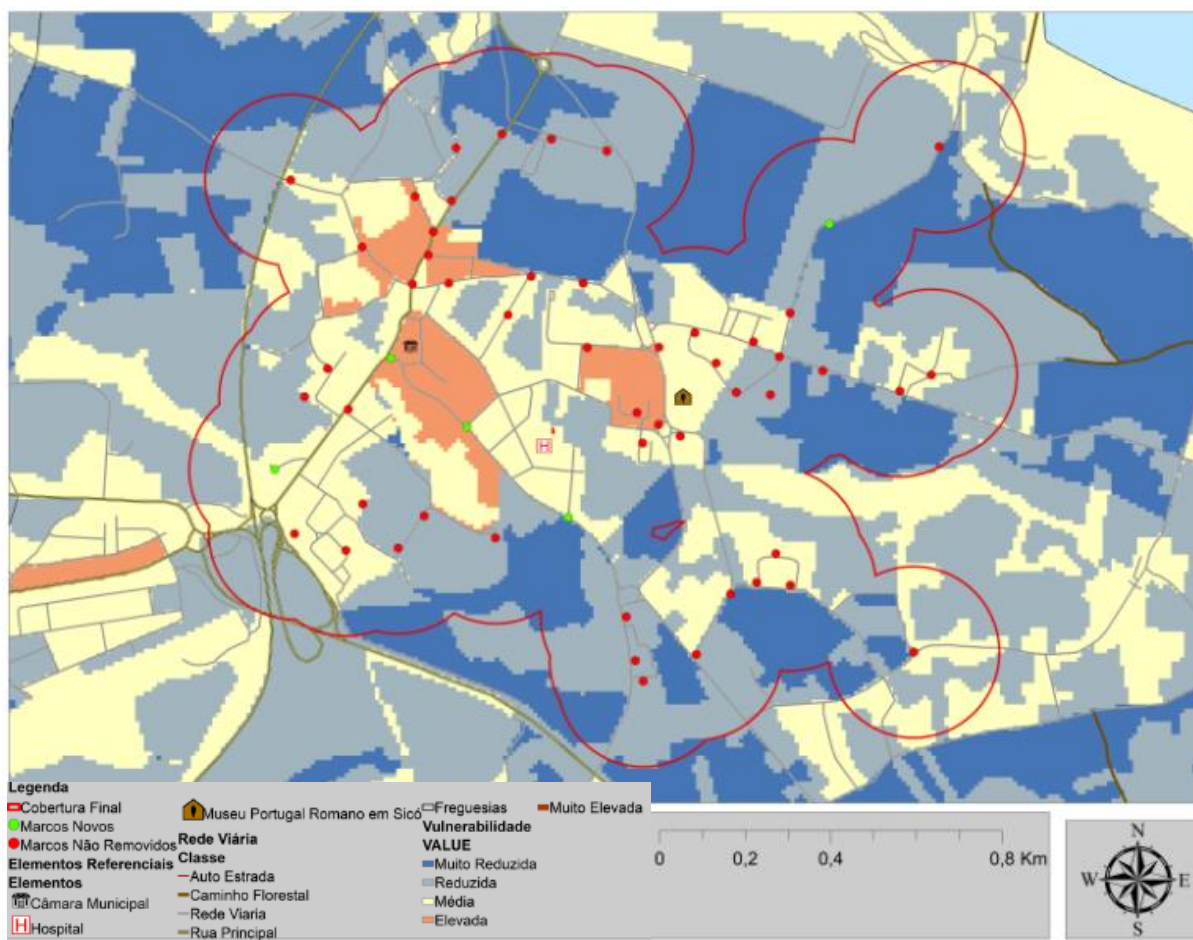 Legenda
Cobertura Final
Marcos Novos
Marcos Não Removidos
Elementos Referenciais
Elementos
Câmara Municipal
H Hospital
Museu Portugal Romano em Sicó
Rede Viária
Classe
Auto Estrada
Caminho Florestal
Rede Viaria
Rua Principal
Freguesias
Vulnerabilidade
VALUE
Muito Reduzida
Reduzida
Média
Elevada
Muito Elevada
0 0,2 0,4 0,8 Km
N
W E
S
H